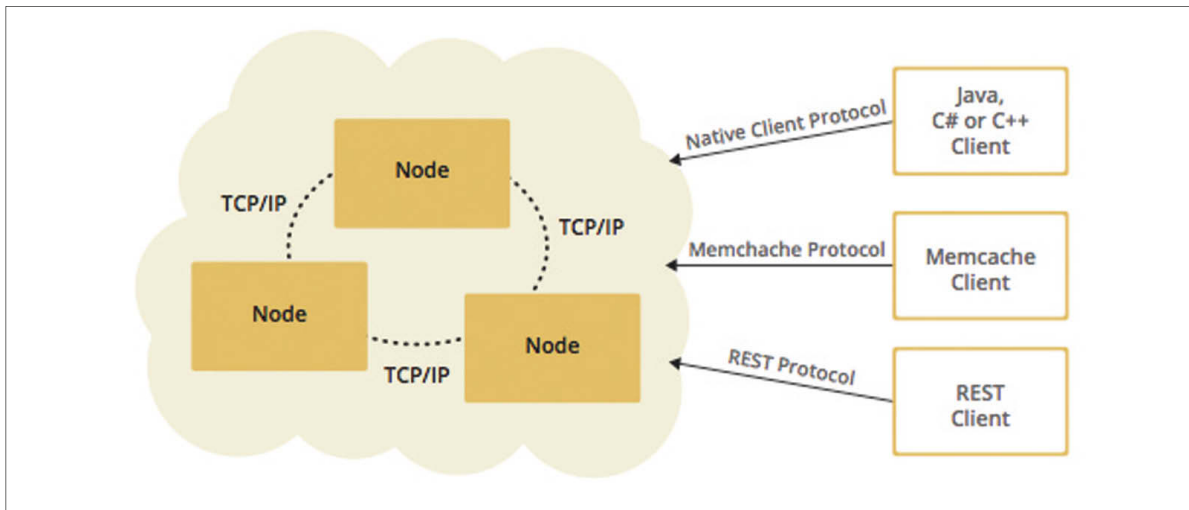 Node
TCP/IP
TCP/IP
Node
Node
TCP/IP
Native Client Protocol
Java,
C# or C++
Client
Memchache Protocol
Memcache
Client
REST Protocol
REST
Client